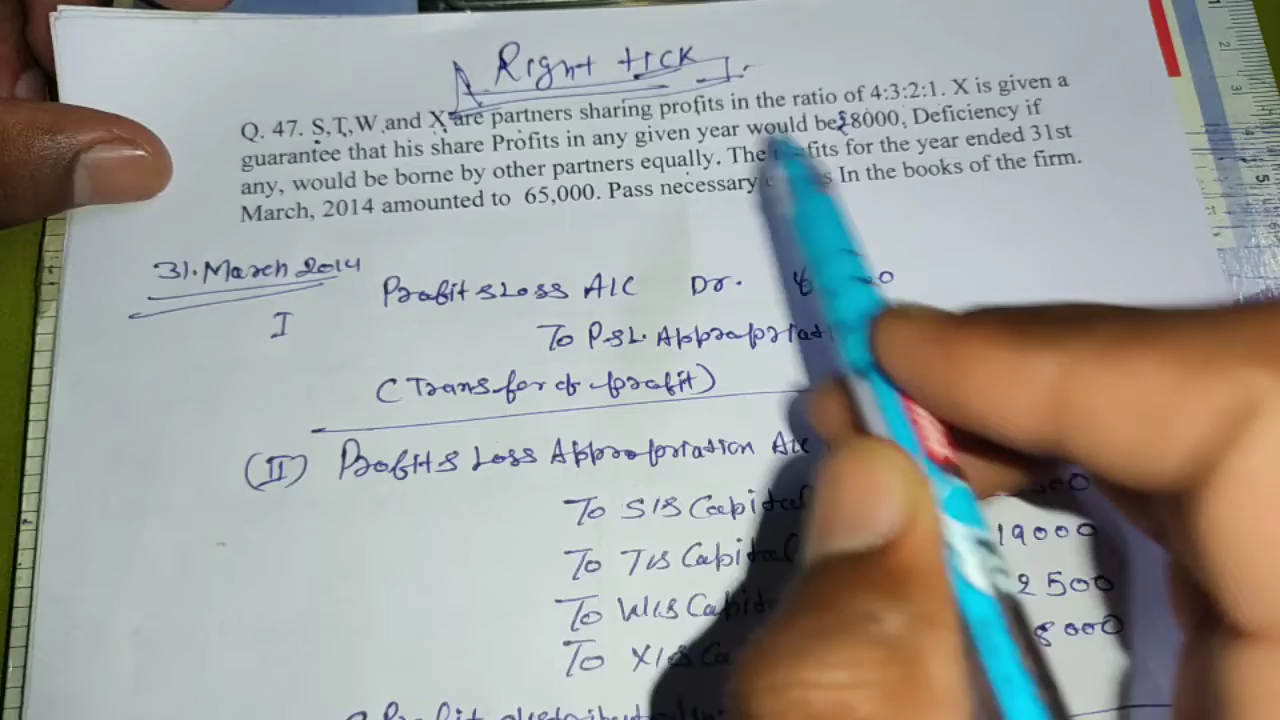 Right tick
Q. 47. S,T,W and X are partners sharing profits in the ratio of 4:3:2:1. X is given a
guarantee that his share Profits in any given year would be ₹8000, Deficiency if
any, would be borne by other partners equally. The profits for the year ended 31st
March, 2014 amounted to 65,000. Pass necessary In the books of the firm.
31.March 2014
I
Profit & Loss A/C Dr.
To P&L. Appropriati
(Transfer of profit)
(II) Profit & Loss Appropriation A/C
To S's Capital
To T's Capital 19000
To W's Capit 2500
To X's Ca 8000